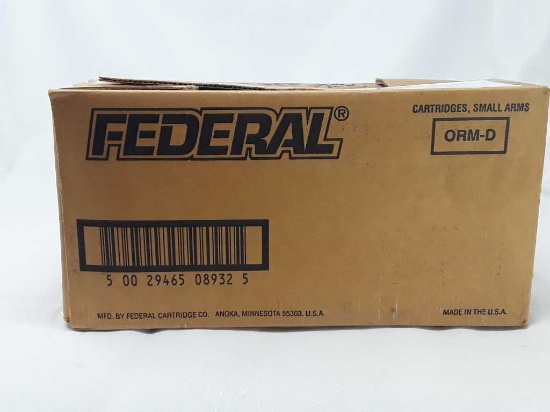 FEDERAL®
CARTRIDGES, SMALL ARMS
ORM-D
5 00 29465 08932 5
MFD. BY FEDERAL CARTRIDGE CO. ANOKA, MINNESOTA 55303. U.S.A.
MADE IN THE U.S.A.